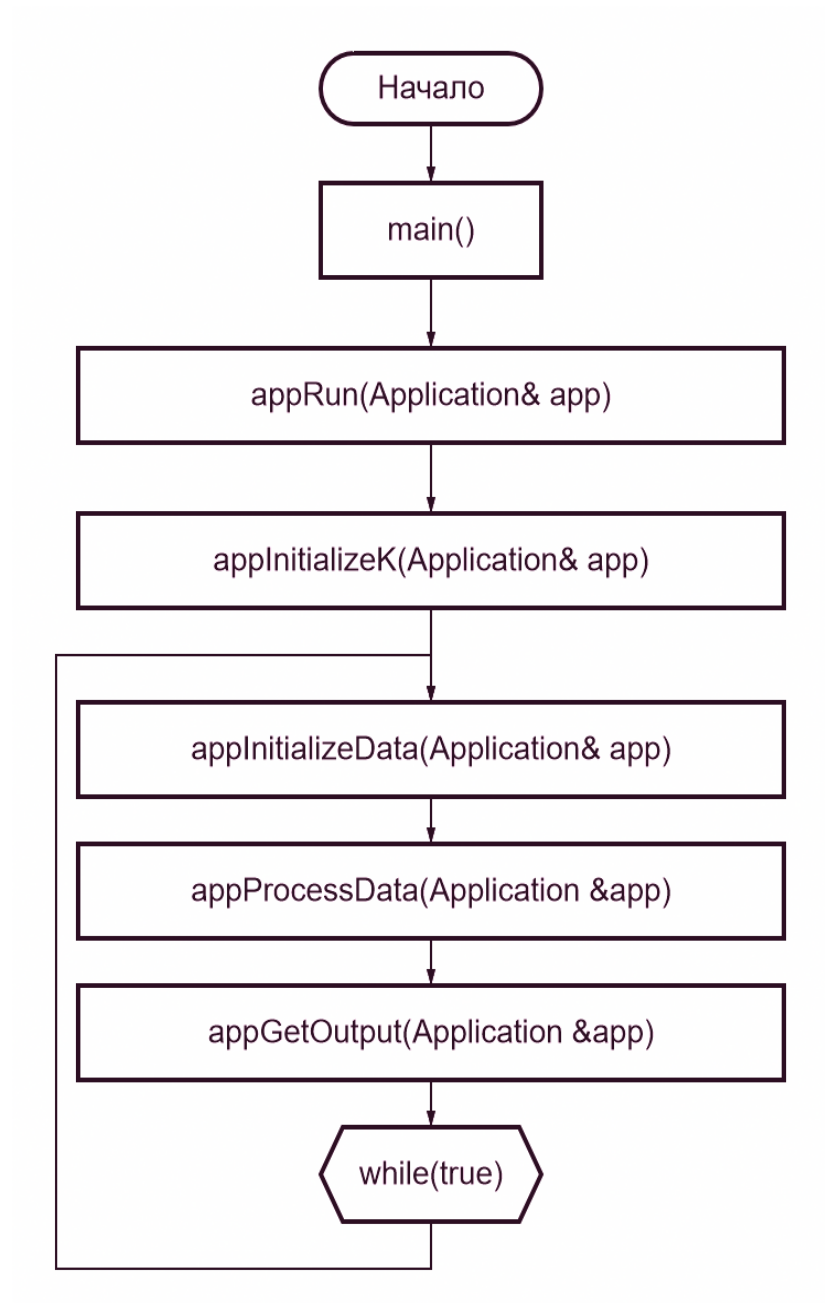 Начало
main()
appRun(Application& app)
appInitializeK(Application& app)
appInitializeData(Application& app)
appProcessData(Application &app)
appGetOutput(Application &app)
while(true)